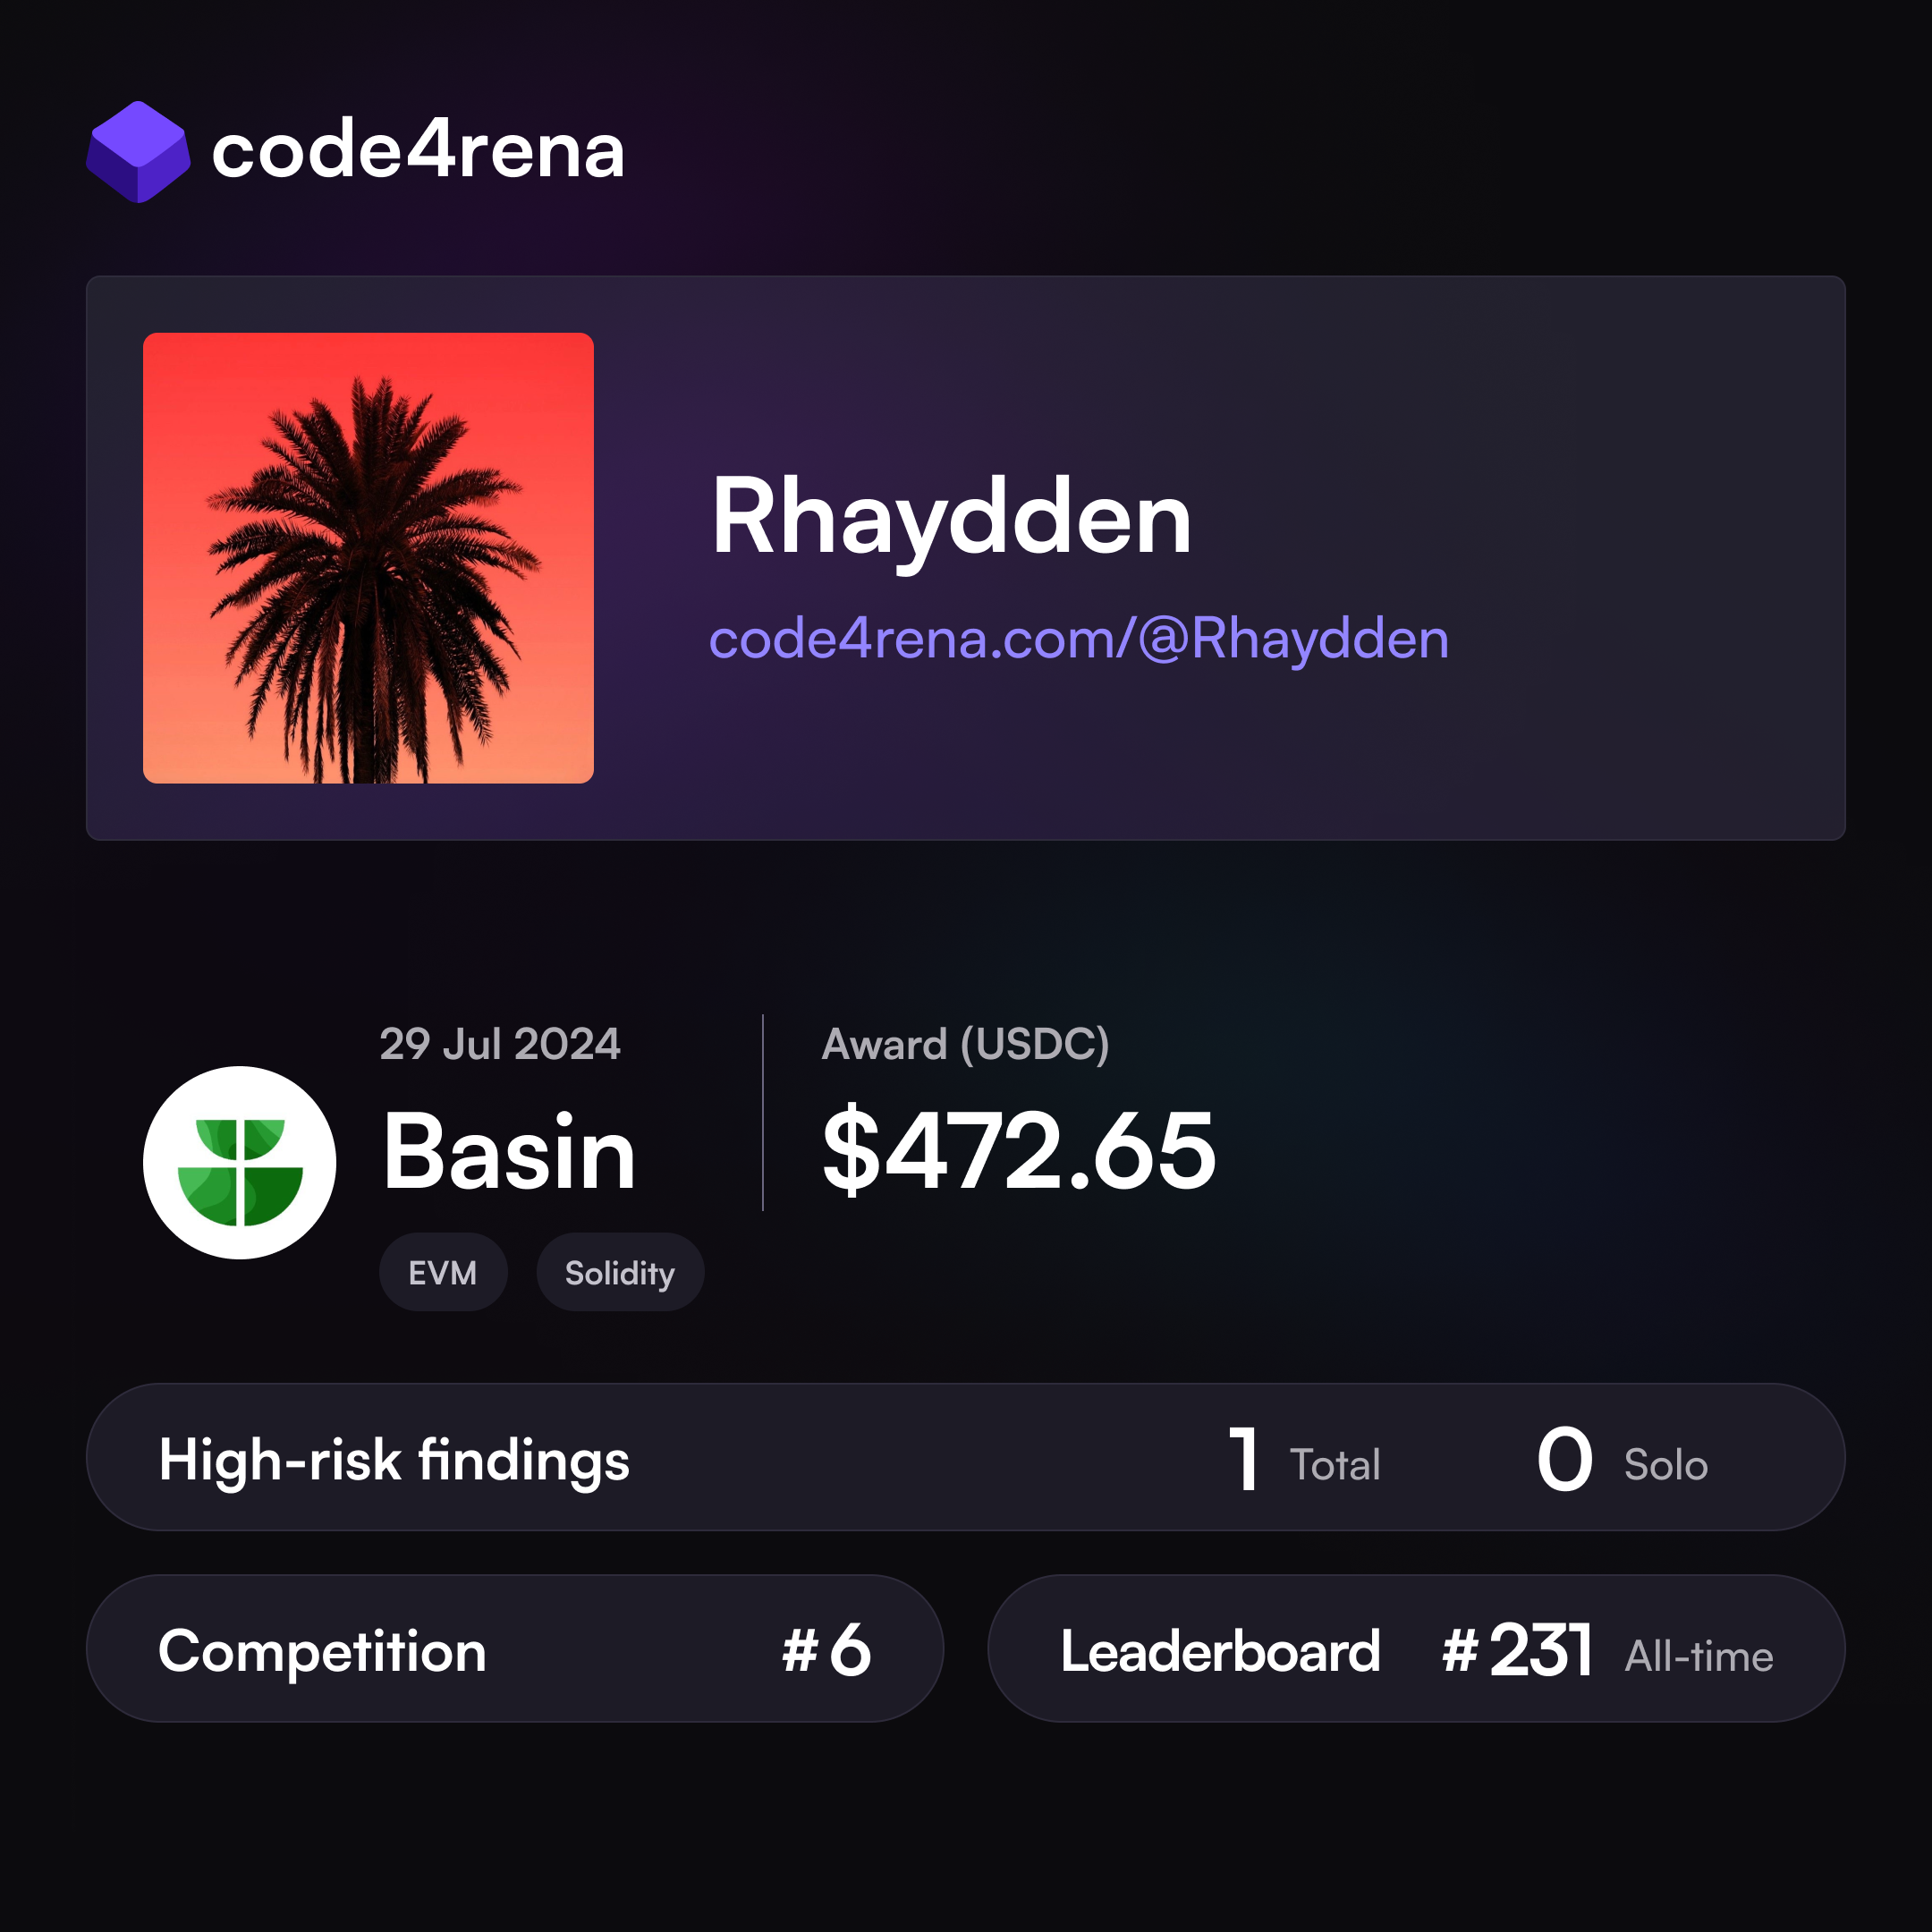 code4rena
Rhaydden
code4rena.com/@Rhaydden
29 Jul 2024
Basin
EVM Solidity
Award (USDC)
$472.65
High-risk findings 1 Total 0 Solo
Competition #6
Leaderboard #231 All-time